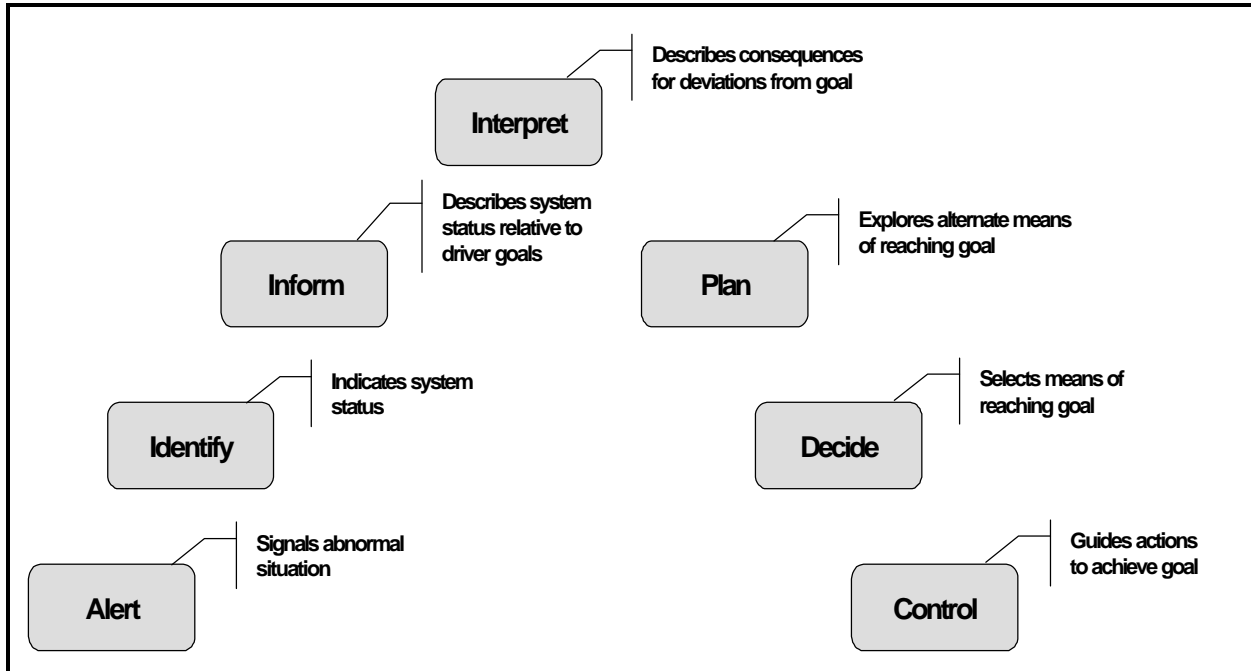 Describes consequences
for deviations from goal
Interpret
Describes system
status relative to
driver goals
Inform
Explores alternate means
of reaching goal
Plan
Indicates system
status
Identify
Selects means of
reaching goal
Decide
Signals abnormal
situation
Alert
Guides actions
to achieve goal
Control